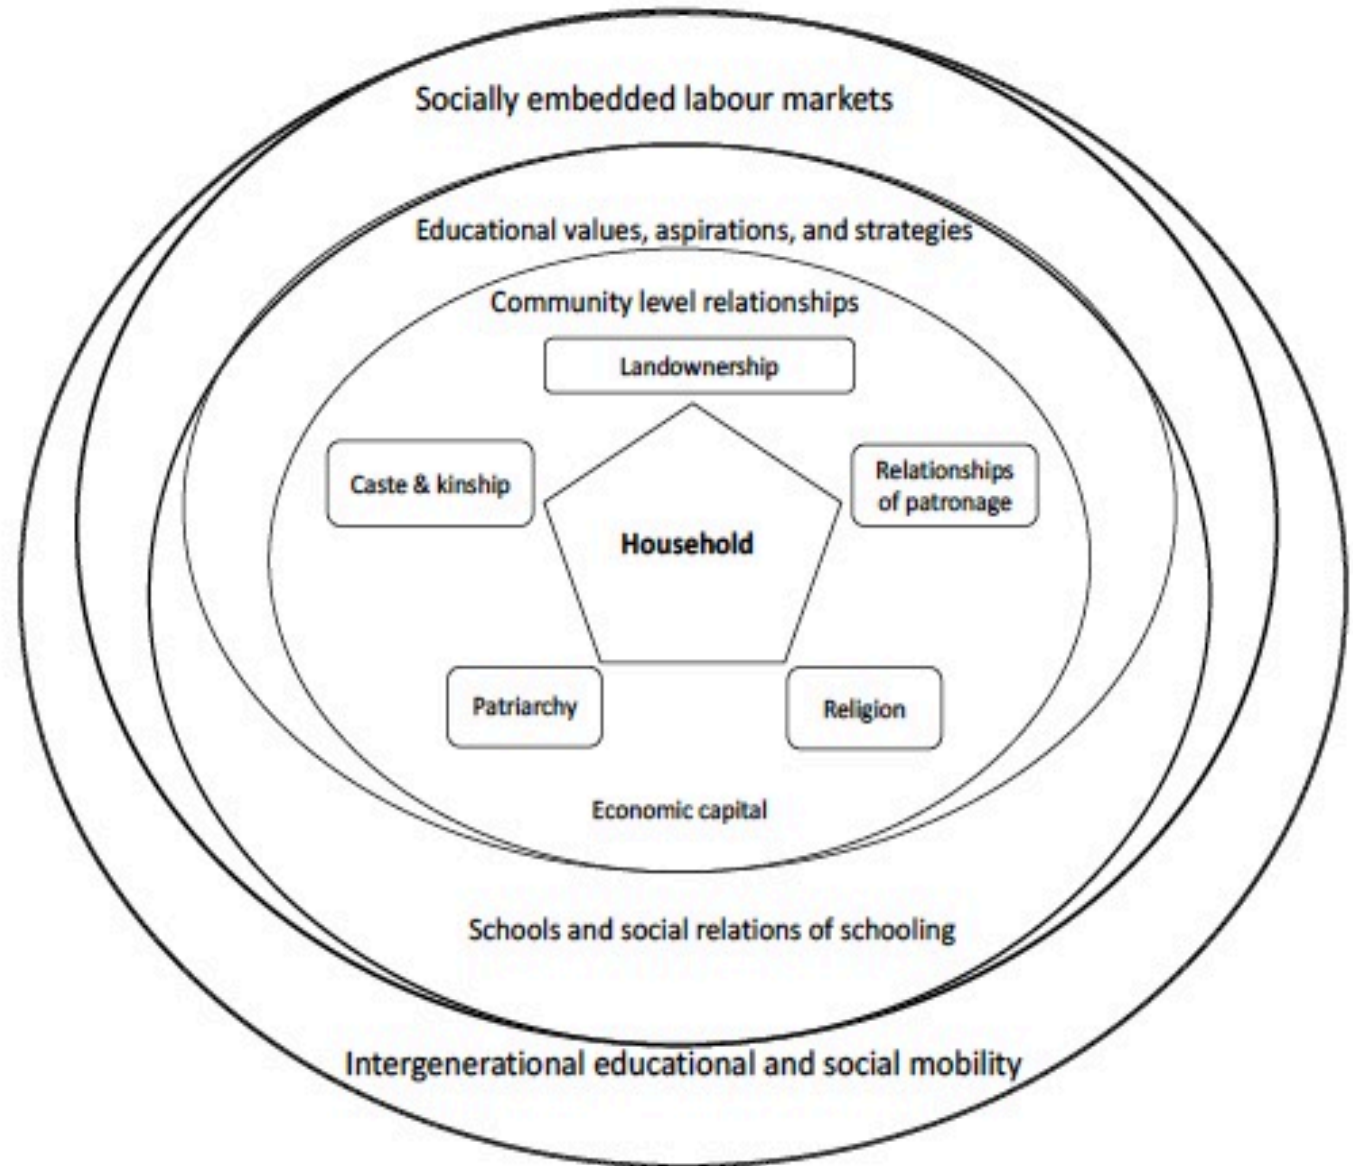 Socially embedded labour markets
Educational values, aspirations, and strategies
Community level relationships
Landownership
Caste & kinship
Relationships
of patronage
Household
Patriarchy
Religion
Economic capital
Schools and social relations of schooling
Intergenerational educational and social mobility